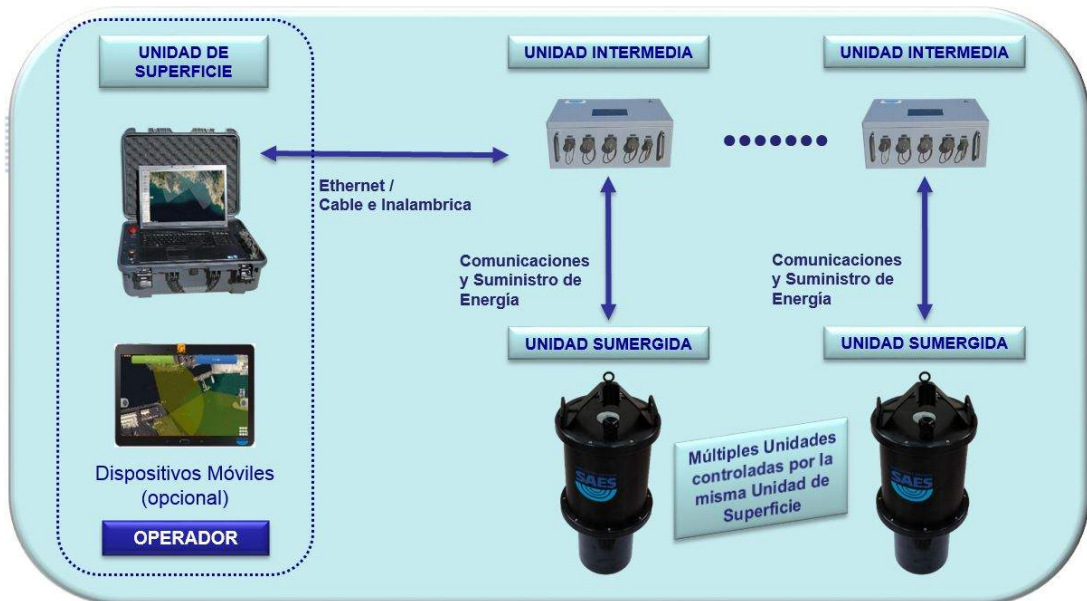 UNIDAD DE
SUPERFICIE
UNIDAD INTERMEDIA
UNIDAD INTERMEDIA
Ethernet /
Cable e Inalambrica
Comunicaciones
y Suministro de
Energía
Comunicaciones
y Suministro de
Energía
UNIDAD SUMERGIDA
UNIDAD SUMERGIDA
Dispositivos Móviles
(opcional)
OPERADOR
SAES
Múltiples Unidades
controladas por la
misma Unidad de
Superficie
SAES